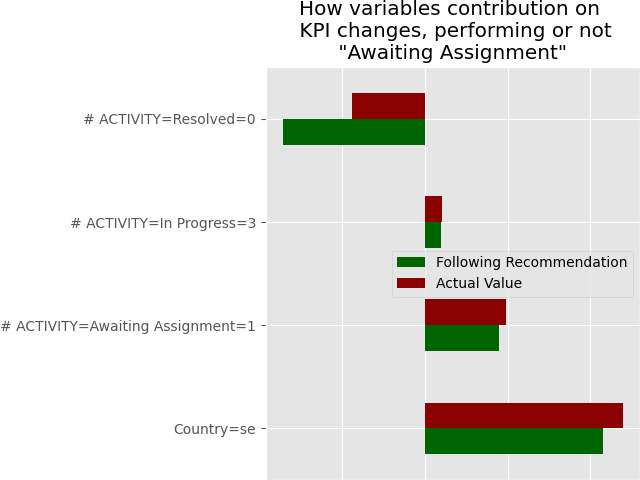 How variables contribution on
KPI changes, performing or not
"Awaiting Assignment"
# ACTIVITY=Resolved=0
# ACTIVITY=In Progress=3
Following Recommendation
Actual Value
# ACTIVITY=Awaiting Assignment=1
Country=se